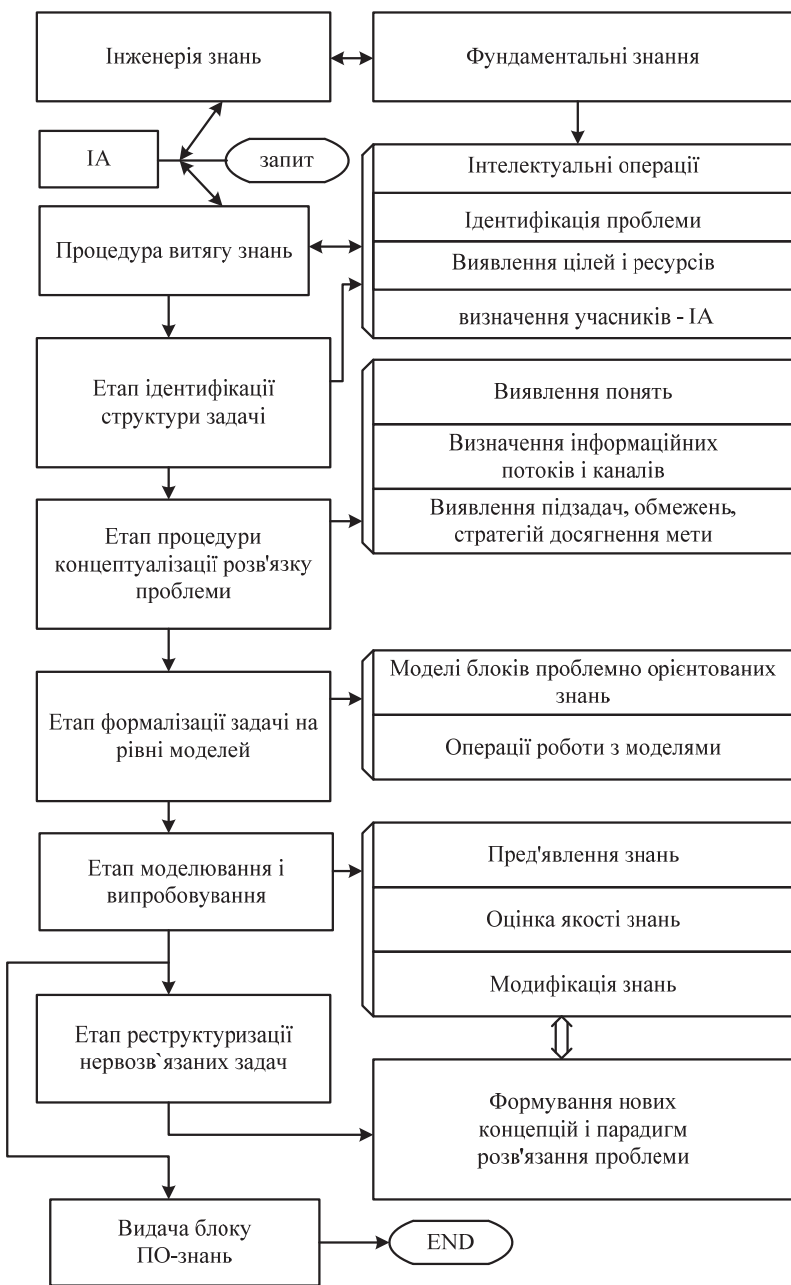 Інженерія знань
Фундаментальні знання
ІА
запит
Інтелектуальні операції
Ідентифікація проблеми
Процедура витягу знань
Виявлення цілей і ресурсів
визначення учасників - ІА
Етап ідентифікації
структури задачі
Виявлення понять
Визначення інформаційних
потоків і каналів
Виявлення підзадач, обмежень,
стратегій досягнення мети
Етап процедури
концептуалізації розв'язку
проблеми
Моделі блоків проблемно орієнтованих
знань
Етап формалізації задачі на
рівні моделей
Операції роботи з моделями
Етап моделювання і
випробовування
Пред'явлення знань
Оцінка якості знань
Модифікація знань
Етап реструктуризації
нервозв`язаних задач
Формування нових
концепцій і парадигм
розв'язання проблеми
Видача блоку
ПО-знань
END